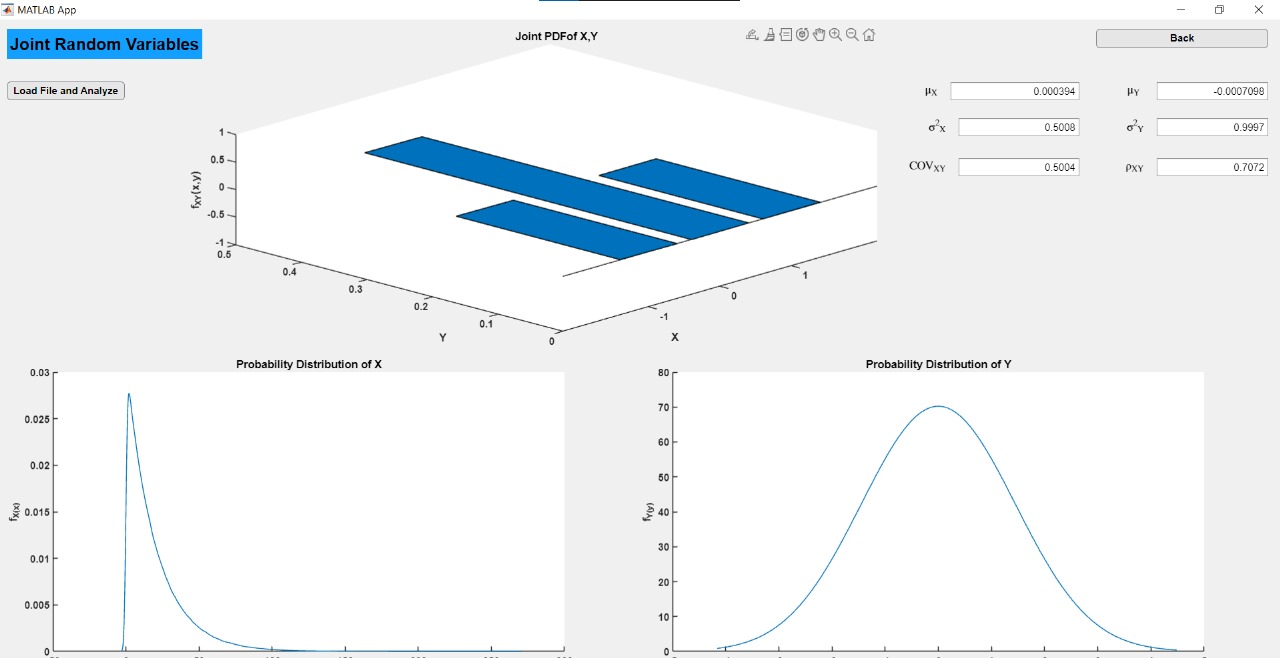 MATLAB App
Joint Random Variables
Load File and Analyze
Back
Joint PDFof X,Y
fXY(x,y)
1
0.5
0
-0.5
-1
0.5
0.4
0.3
0.2
0.1
0
Y
-1
0
1
X
μX 0.000394
μY -0.0007098
σ²X 0.5008
σ²Y 0.9997
COVXY 0.5004
ρXY 0.7072
Probability Distribution of X
fX(x)
0.03
0.025
0.02
0.015
0.01
0.005
0
Probability Distribution of Y
fY(y)
80
70
60
50
40
30
20
10
0